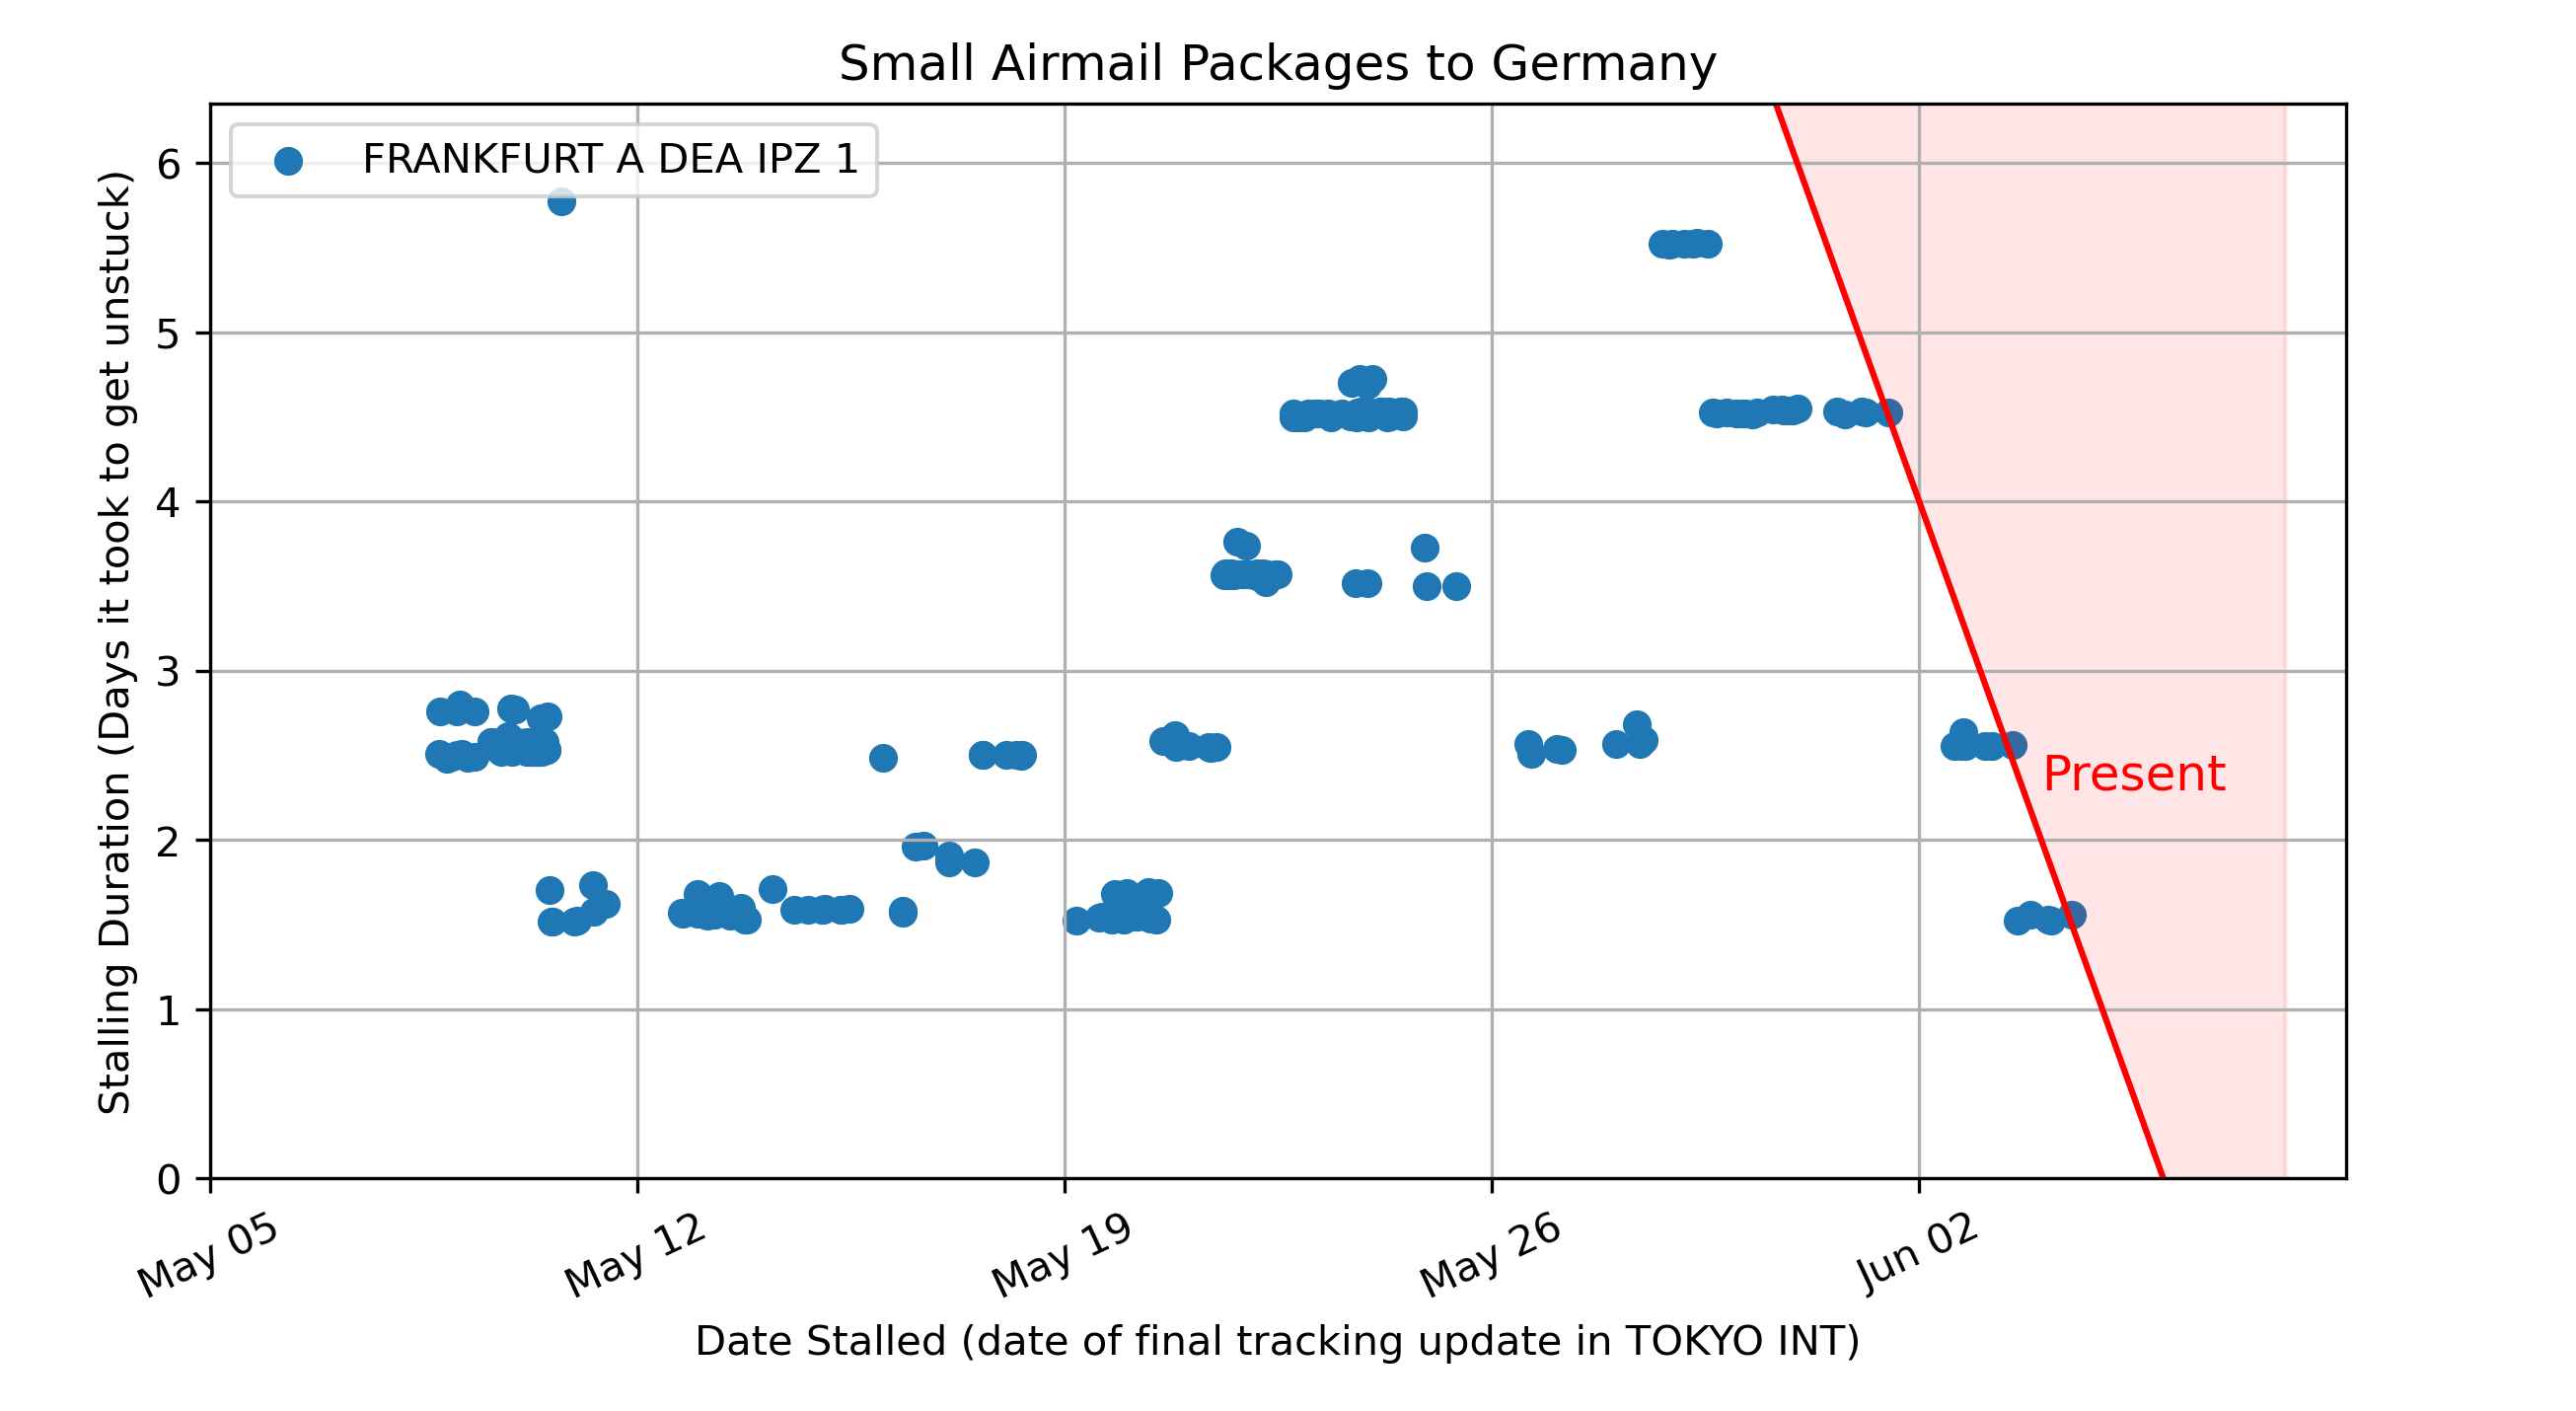 Small Airmail Packages to Germany
FRANKFURT A DEA IPZ 1
Stalling Duration (Days it took to get unstuck)
6
5
4
3
2
1
0
Present
May 05
May 12
May 19
May 26
Jun 02
Date Stalled (date of final tracking update in TOKYO INT)